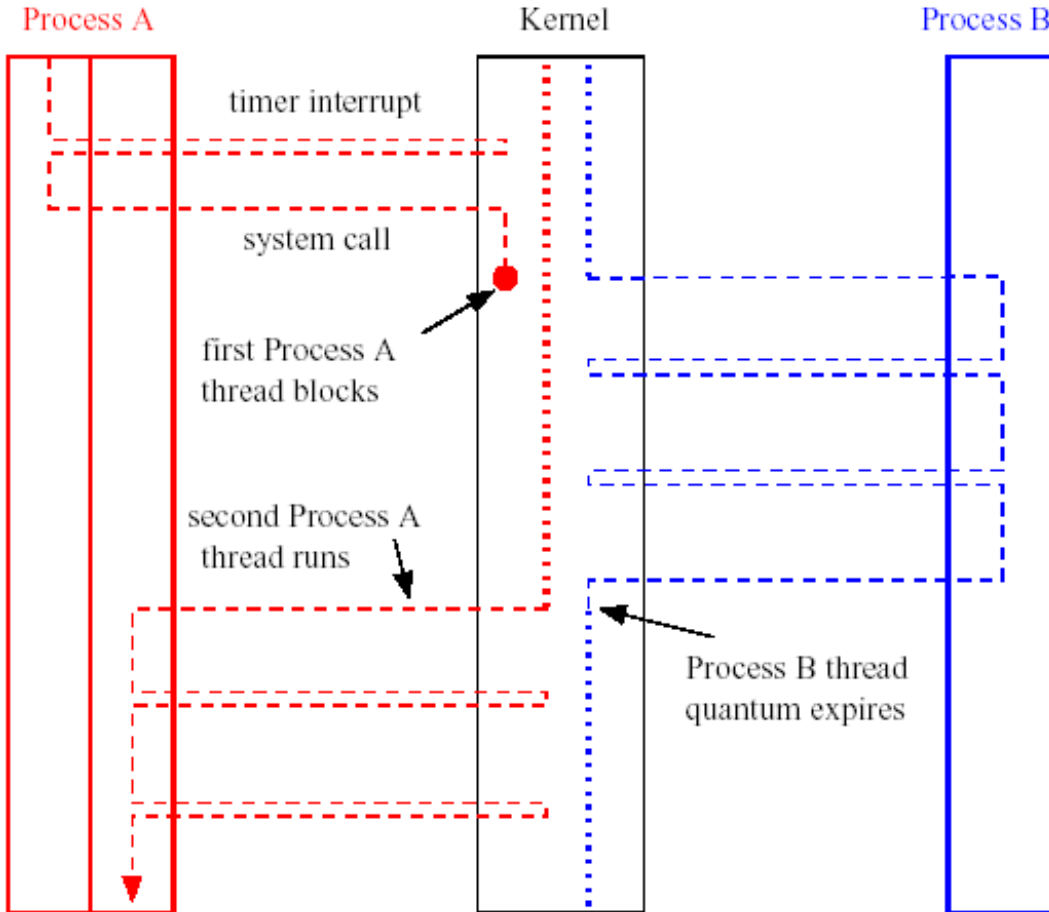 Process A
Kernel
Process B
timer interrupt
system call
first Process A
thread blocks
second Process A
thread runs
Process B thread
quantum expires